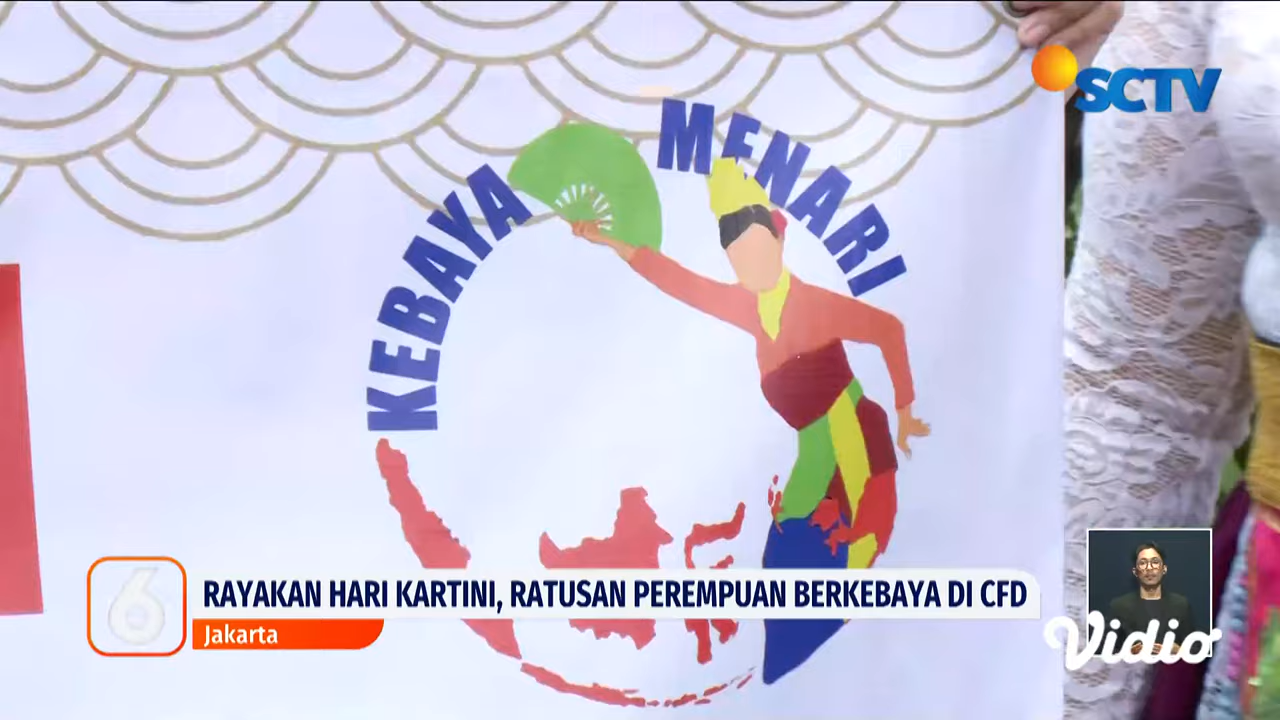 SCTV
KEBAYA MENARI
6
RAYAKAN HARI KARTINI, RATUSAN PEREMPUAN BERKEBAYA DI CFD
Jakarta
Vidio